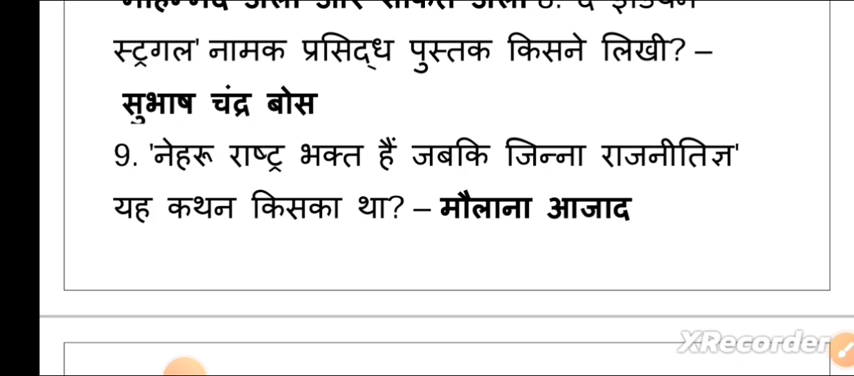 स्ट्रगल' नामक प्रसिद्ध पुस्तक किसने लिखी? –
सुभाष चंद्र बोस
9. 'नेहरू राष्ट्र भक्त हैं जबकि जिन्ना राजनीतिज्ञ'
यह कथन किसका था? – मौलाना आजाद
XRecorder